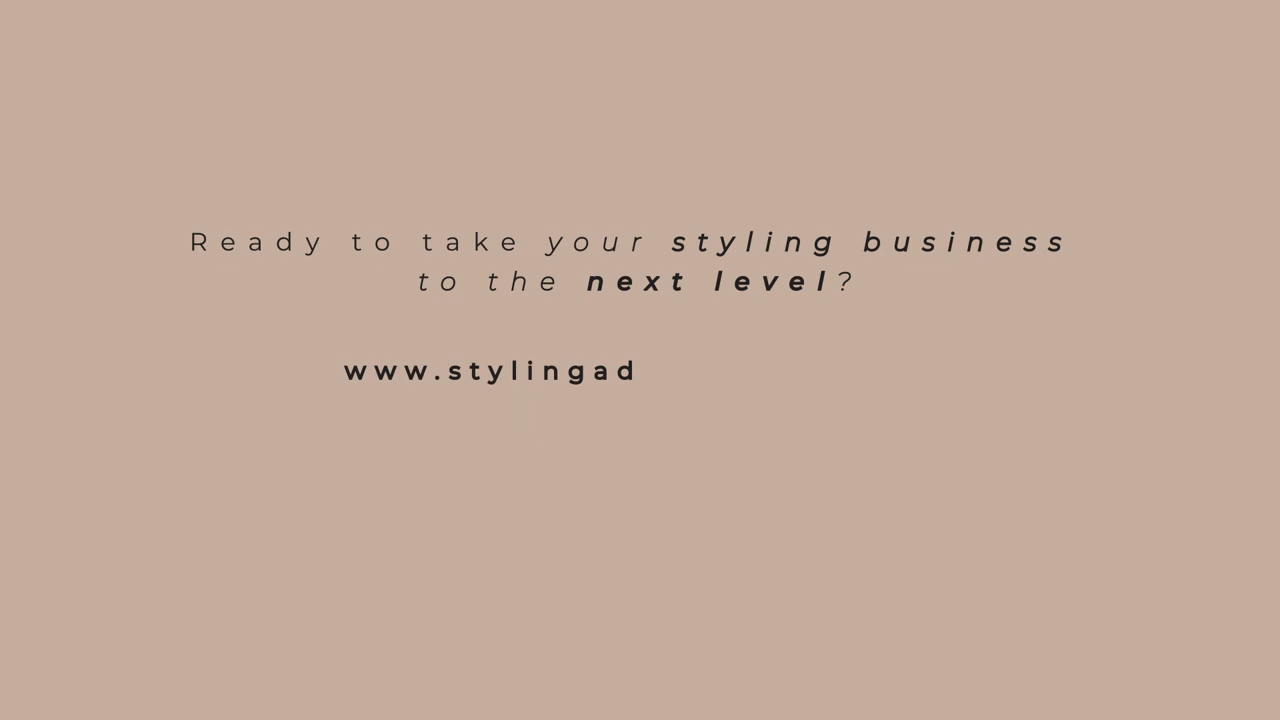 Ready to take your styling business
to the next level?
www.stylingad